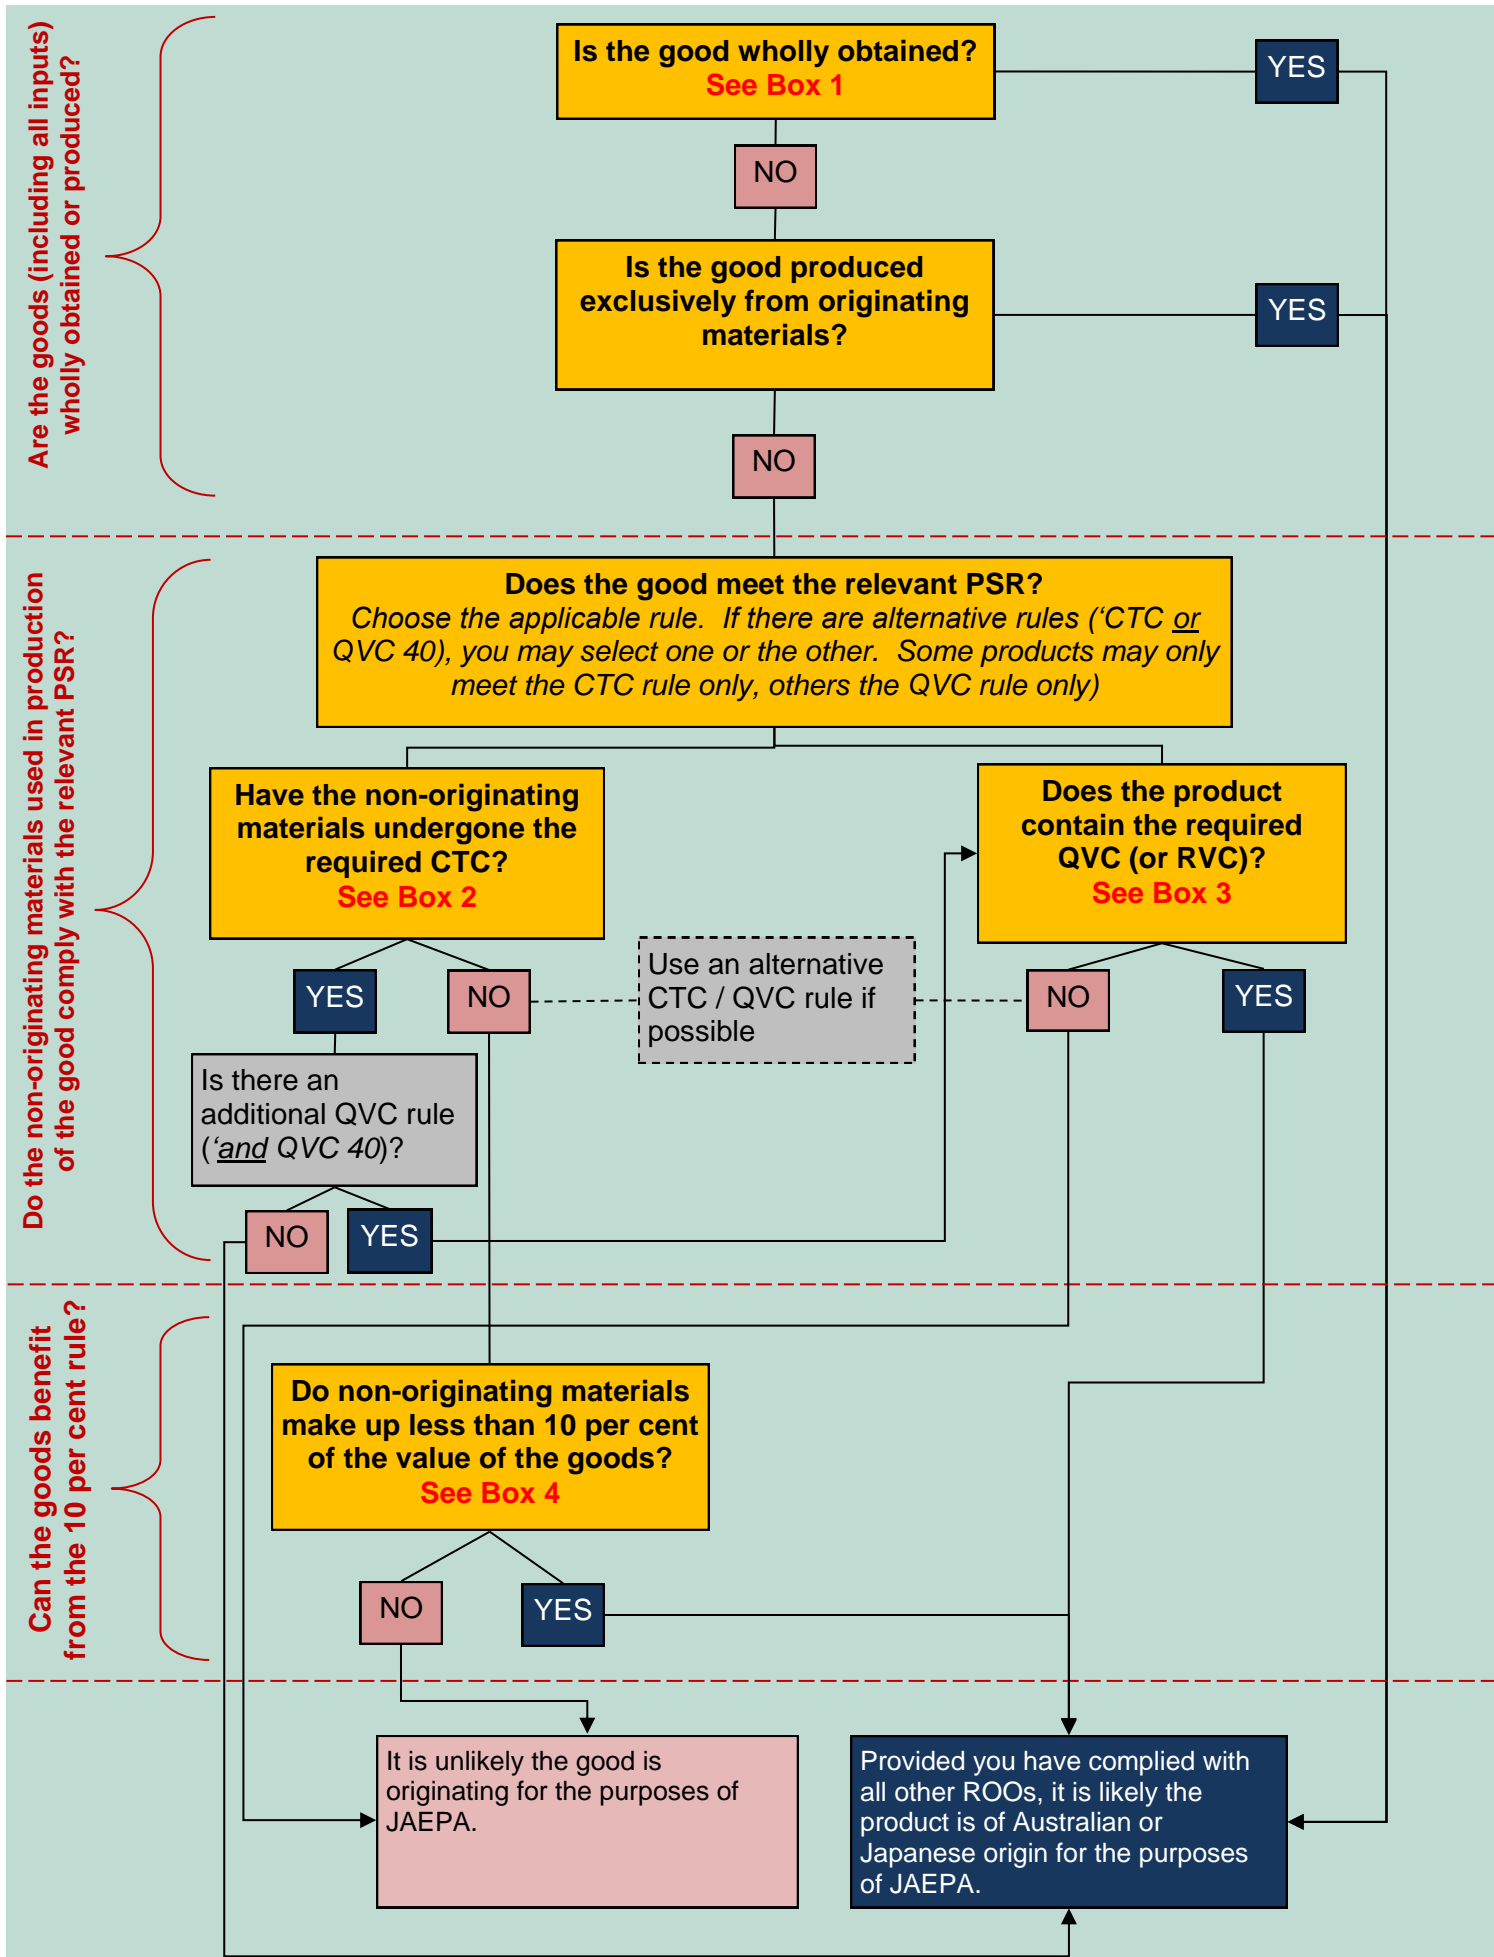 Are the goods (including all inputs)
wholly obtained or produced?
Is the good wholly obtained?
See Box 1
YES
NO
Is the good produced
exclusively from originating
materials?
YES
NO
Do the non-originating materials used in production
of the good comply with the relevant PSR?
Does the good meet the relevant PSR?
Choose the applicable rule. If there are alternative rules (‘CTC or
QVC 40), you may select one or the other. Some products may only
meet the CTC rule only, others the QVC rule only)
Have the non-originating
materials undergone the
required CTC?
See Box 2
Does the product
contain the required
QVC (or RVC)?
See Box 3
YES
NO
Use an alternative
CTC / QVC rule if
possible
NO
YES
Is there an
additional QVC rule
(‘and QVC 40)?
NO
YES
Can the goods benefit
from the 10 per cent rule?
Do non-originating materials
make up less than 10 per cent
of the value of the goods?
See Box 4
NO
YES
It is unlikely the good is
originating for the purposes of
JAEPA.
Provided you have complied with
all other ROOs, it is likely the
product is of Australian or
Japanese origin for the purposes
of JAEPA.